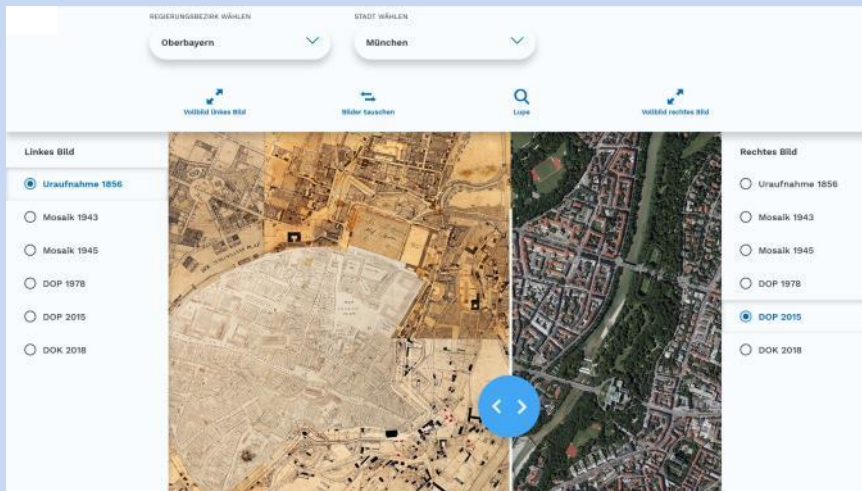 REGIERUNGSBEZIRK WÄHLEN
STADT WÄHLEN
Oberbayern
München
Vollbild linkes Bild
Bilder tauschen
Lupe
Vollbild rechtes Bild
Linkes Bild
Uraufnahme 1856
Mosaik 1943
Mosaik 1945
DOP 1978
DOP 2015
DOK 2018
Rechtes Bild
Uraufnahme 1856
Mosaik 1943
Mosaik 1945
DOP 1978
DOP 2015
DOK 2018